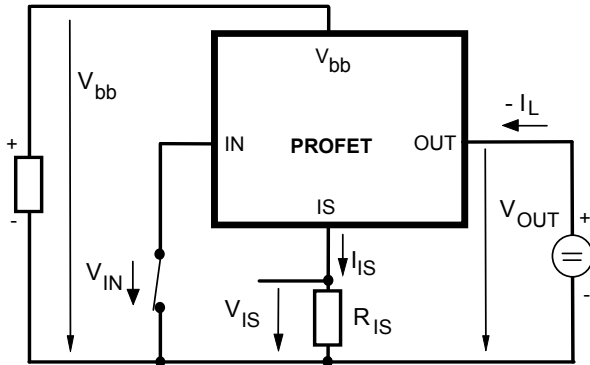 V_bb
V_bb
- I_L
IN
PROFET
OUT
+
IS
V_OUT
+
-
V_IN
I_IS
-
V_IS
R_IS